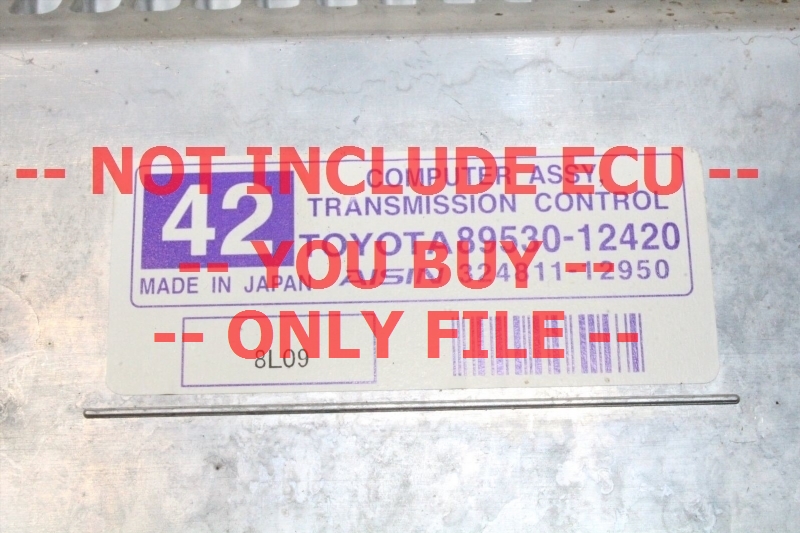 -- NOT INCLUDE ECU --
COMPUTER ASSY,
42
TRANSMISSION CONTROL
TOYOTA 89530-12420
-- YOU BUY --
MADE IN JAPAN AISIN 324811-12950
-- ONLY FILE --
8L09